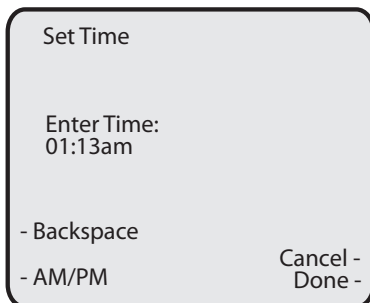 Set Time
Enter Time:
01:13am
- Backspace
Cancel -
- AM/PM
Done -